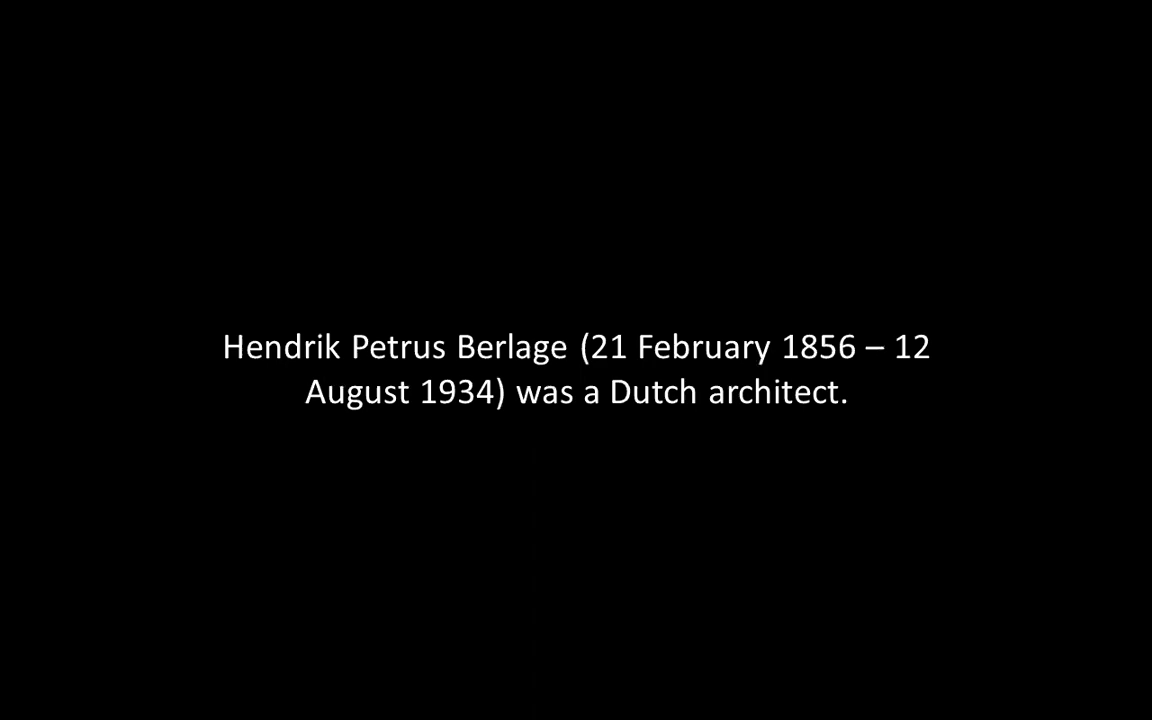 Hendrik Petrus Berlage (21 February 1856 – 12
August 1934) was a Dutch architect.